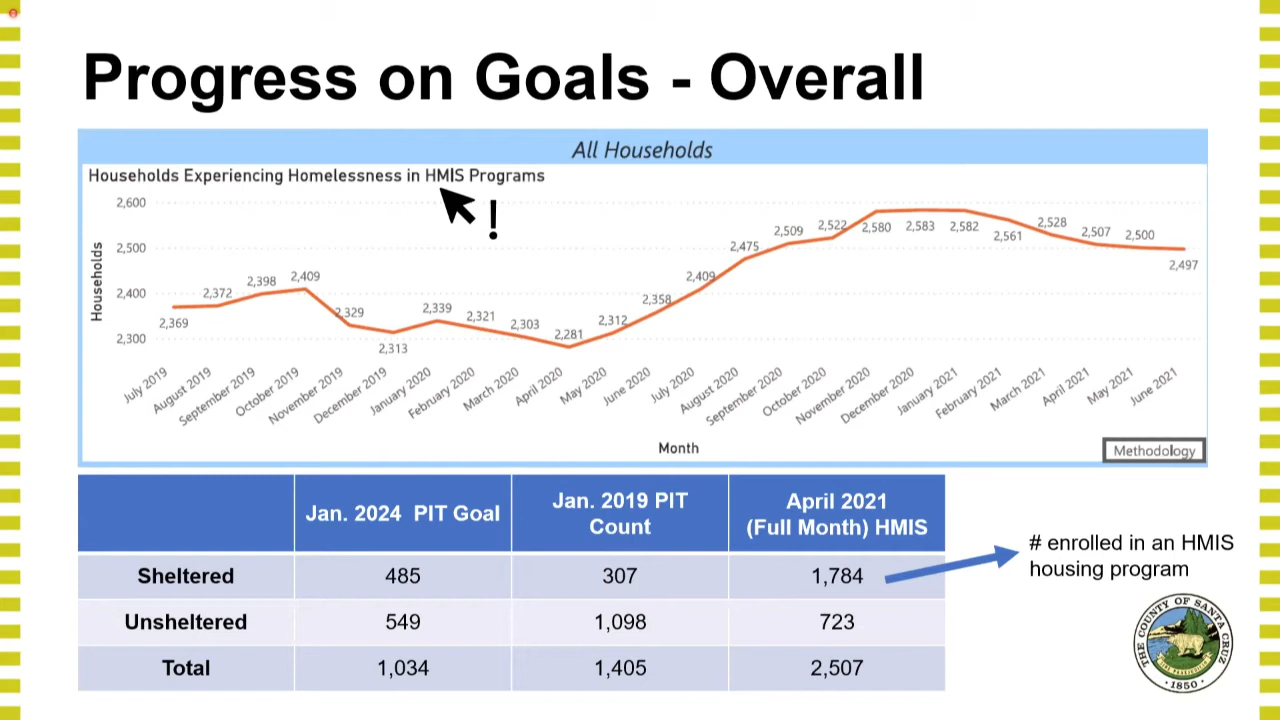 Progress on Goals - Overall
All Households
Households Experiencing Homelessness in HMIS Programs
!
Households
2,600
2,500
2,400
2,300
2,369
2,372
2,398
2,409
2,329
2,313
2,339
2,321
2,303
2,281
2,312
2,358
2,409
2,475
2,509
2,522
2,580
2,583
2,582
2,561
2,528
2,507
2,500
2,497
July 2019
August 2019
September 2019
October 2019
November 2019
December 2019
January 2020
February 2020
March 2020
April 2020
May 2020
June 2020
July 2020
August 2020
September 2020
October 2020
November 2020
December 2020
January 2021
February 2021
March 2021
April 2021
May 2021
June 2021
Month
Methodology
Jan. 2024 PIT Goal
Jan. 2019 PIT
Count
April 2021
(Full Month) HMIS
Sheltered 485 307 1,784
Unsheltered 549 1,098 723
Total 1,034 1,405 2,507
# enrolled in an HMIS
housing program
THE COUNTY OF SANTA CRUZ
· 1850 ·